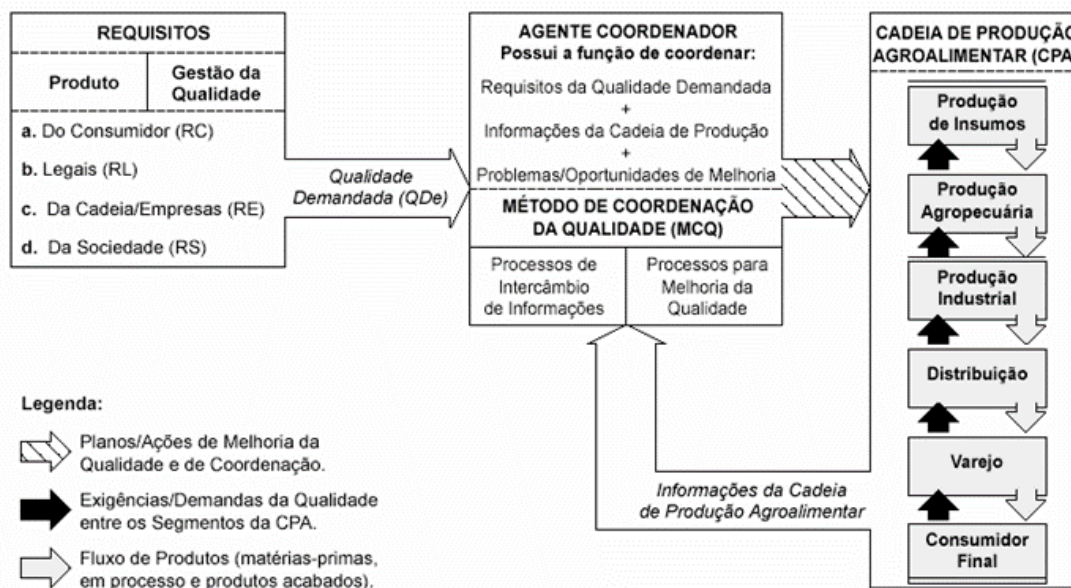 REQUISITOS
Produto
Gestão da
Qualidade
a. Do Consumidor (RC)
b. Legais (RL)
c. Da Cadeia/Empresas (RE)
d. Da Sociedade (RS)
Qualidade
Demandada (QDe)
AGENTE COORDENADOR
Possui a função de coordenar:
Requisitos da Qualidade Demandada
+
Informações da Cadeia de Produção
+
Problemas/Oportunidades de Melhoria
MÉTODO DE COORDENAÇÃO
DA QUALIDADE (MCQ)
Processos de
Intercâmbio
de Informações
Processos para
Melhoria da
Qualidade
CADEIA DE PRODUÇÃO
AGROALIMENTAR (CPA)
Produção
de Insumos
Produção
Agropecuária
Produção
Industrial
Distribuição
Varejo
Consumidor
Final
Informações da Cadeia
de Produção Agroalimentar
Legenda:
Planos/Ações de Melhoria da
Qualidade e de Coordenação.
Exigências/Demandas da Qualidade
entre os Segmentos da CPA.
Fluxo de Produtos (matérias-primas,
em processo e produtos acabados).